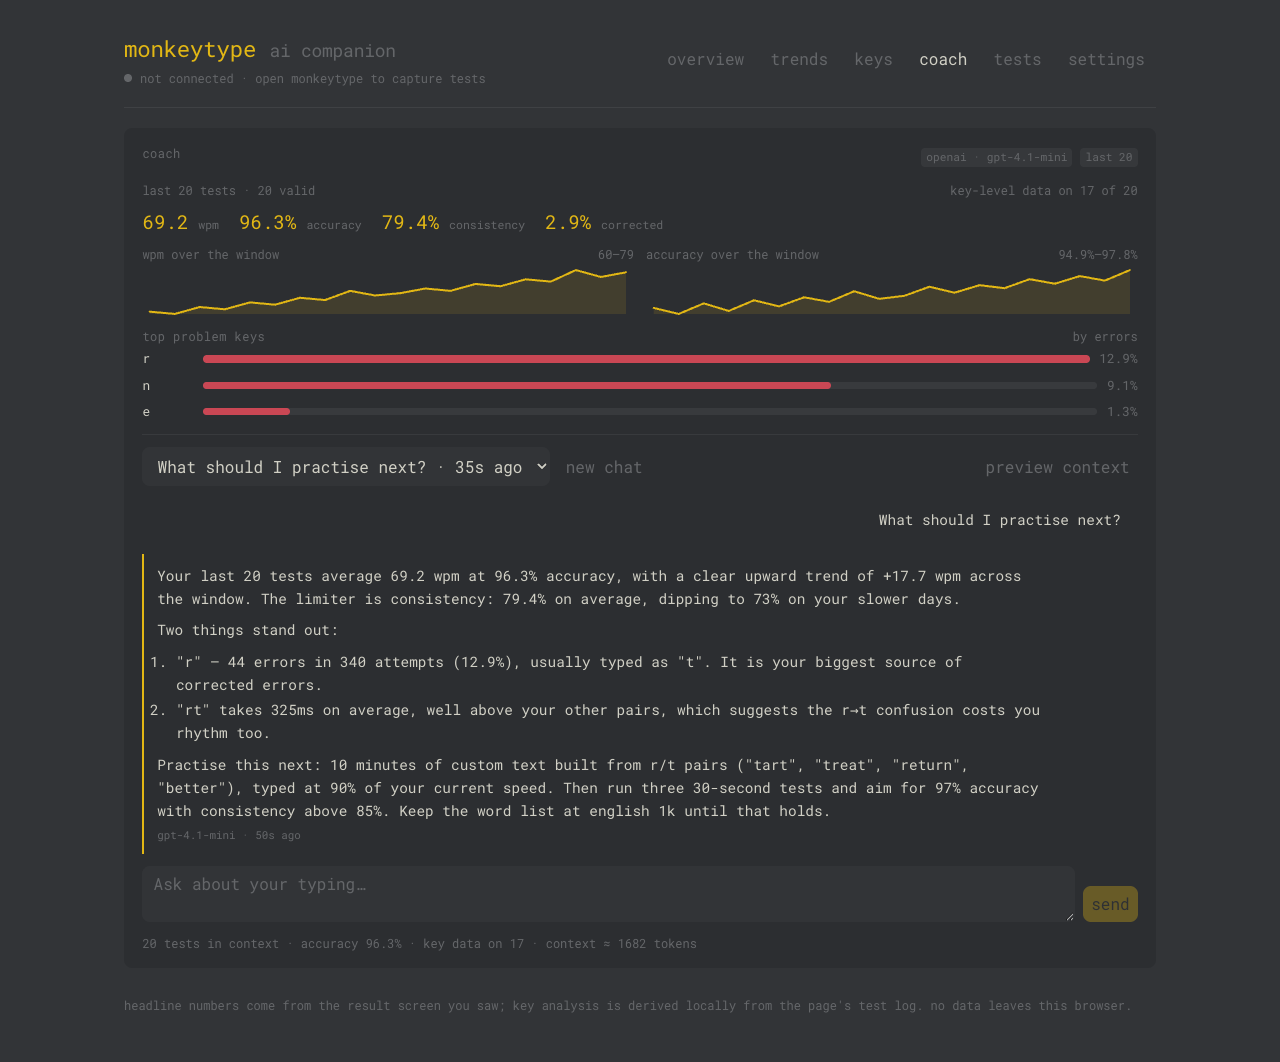 monkeytype ai companion
not connected · open monkeytype to capture tests
overview trends keys coach tests settings
coach
openai · gpt-4.1-mini last 20
last 20 tests · 20 valid
key-level data on 17 of 20
69.2 wpm 96.3% accuracy 79.4% consistency 2.9% corrected
wpm over the window 60–79
accuracy over the window 94.9%–97.8%
top problem keys by errors
r 12.9%
n 9.1%
e 1.3%
What should I practise next? · 35s ago new chat preview context
What should I practise next?
Your last 20 tests average 69.2 wpm at 96.3% accuracy, with a clear upward trend of +17.7 wpm across
the window. The limiter is consistency: 79.4% on average, dipping to 73% on your slower days.
Two things stand out:
1. "r" — 44 errors in 340 attempts (12.9%), usually typed as "t". It is your biggest source of
corrected errors.
2. "rt" takes 325ms on average, well above your other pairs, which suggests the r→t confusion costs you
rhythm too.
Practise this next: 10 minutes of custom text built from r/t pairs ("tart", "treat", "return",
"better"), typed at 90% of your current speed. Then run three 30-second tests and aim for 97% accuracy
with consistency above 85%. Keep the word list at english 1k until that holds.
gpt-4.1-mini · 50s ago
Ask about your typing…
send
20 tests in context · accuracy 96.3% · key data on 17 · context ≈ 1682 tokens
headline numbers come from the result screen you saw; key analysis is derived locally from the page's test log. no data leaves this browser.